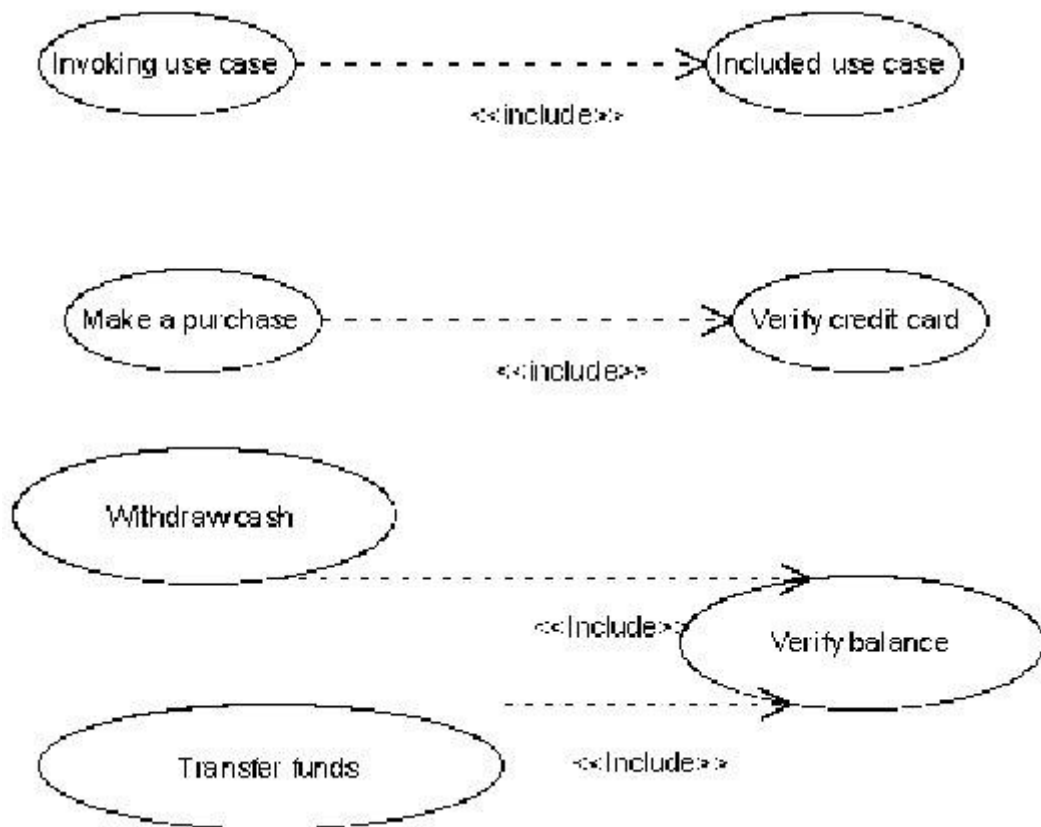 Invoking use case
Included use case
<<include>>
Make a purchase
Verify credit card
<<include>>
Withdraw cash
<<Include>>
Verify balance
Transfer funds
<<Include>>